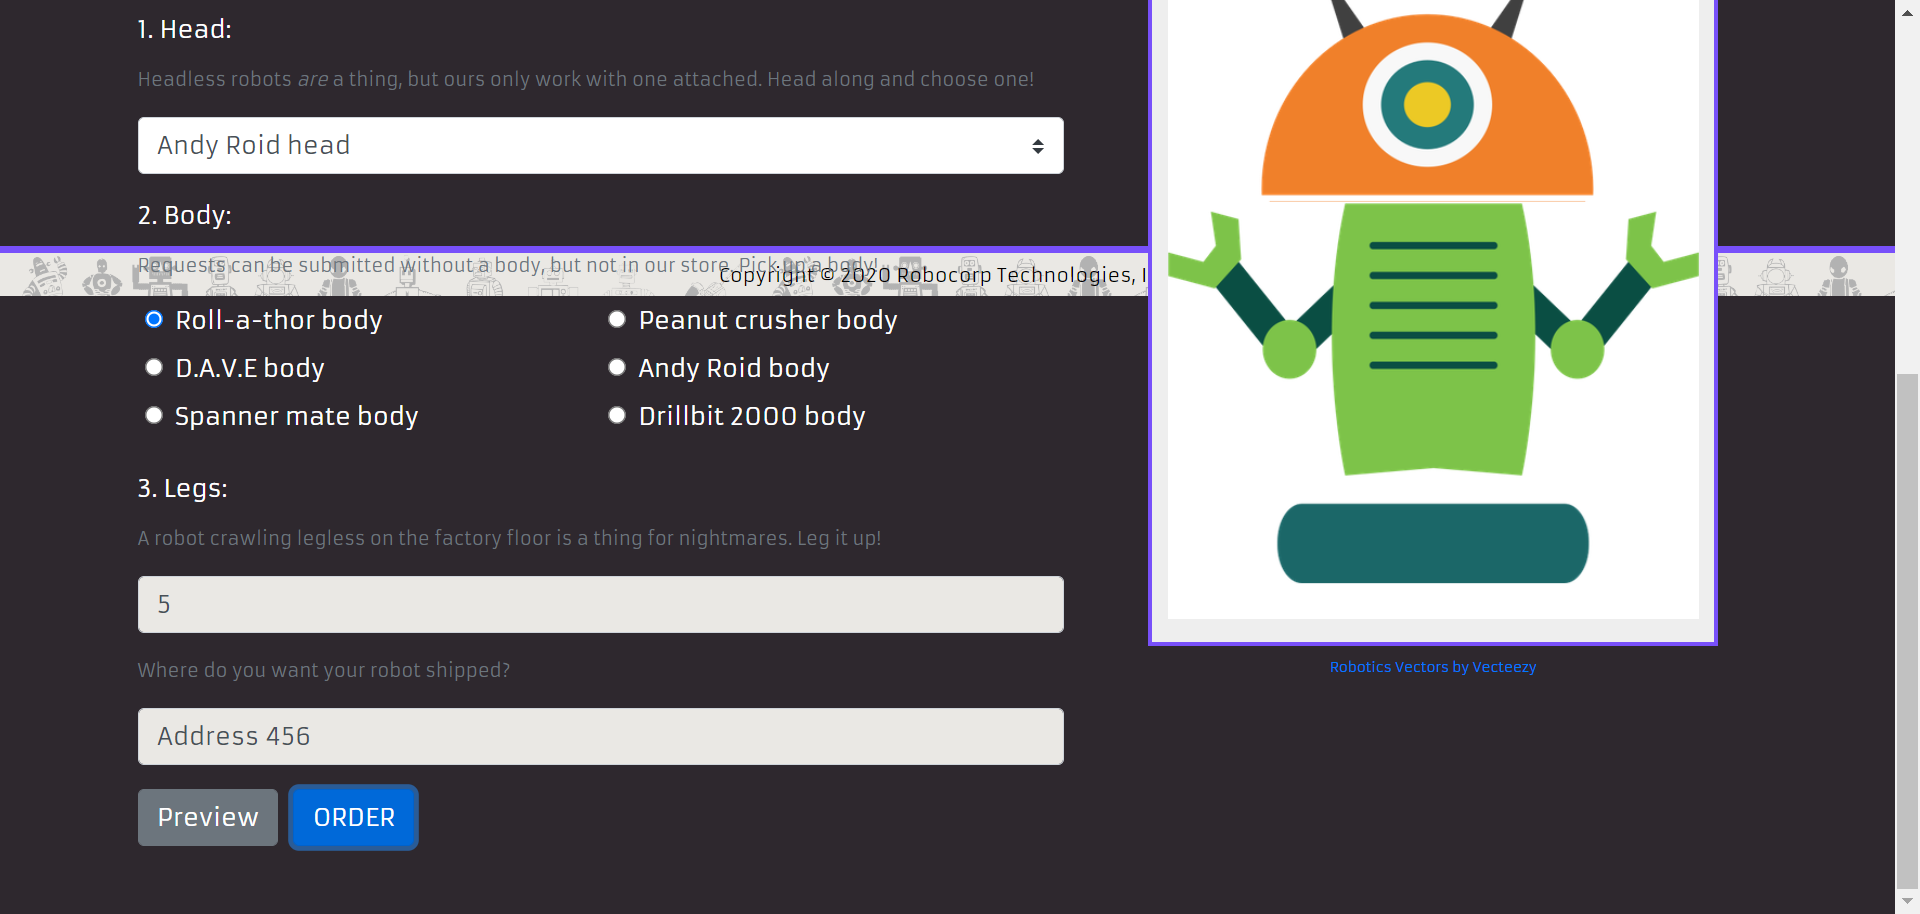 1. Head:
Headless robots are a thing, but ours only work with one attached. Head along and choose one!
Andy Roid head
2. Body:
Requests can be submitted without a body, but not in our store. Pick up a body!
Copyright © 2020 Robocorp Technologies, I
Roll-a-thor body
Peanut crusher body
D.A.V.E body
Andy Roid body
Spanner mate body
Drillbit 2000 body
3. Legs:
A robot crawling legless on the factory floor is a thing for nightmares. Leg it up!
5
Where do you want your robot shipped?
Address 456
Preview
ORDER
Robotics Vectors by Vecteezy